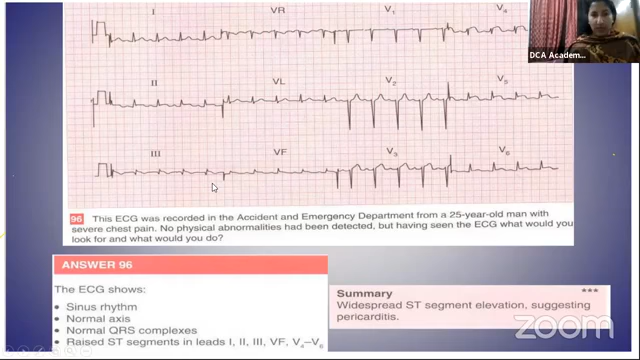 I VR V₁ V₄
DCA Academ...
II VL V₂ V₅
III VF V₃ V₆
96 This ECG was recorded in the Accident and Emergency Department from a 25-year-old man with
severe chest pain. No physical abnormalities had been detected, but having seen the ECG what would you
look for and what would you do?
ANSWER 96
The ECG shows:
• Sinus rhythm
• Normal axis
• Normal QRS complexes
• Raised ST segments in leads I, II, III, VF, V₄–V₆
Summary ***
Widespread ST segment elevation, suggesting
pericarditis.
zoom